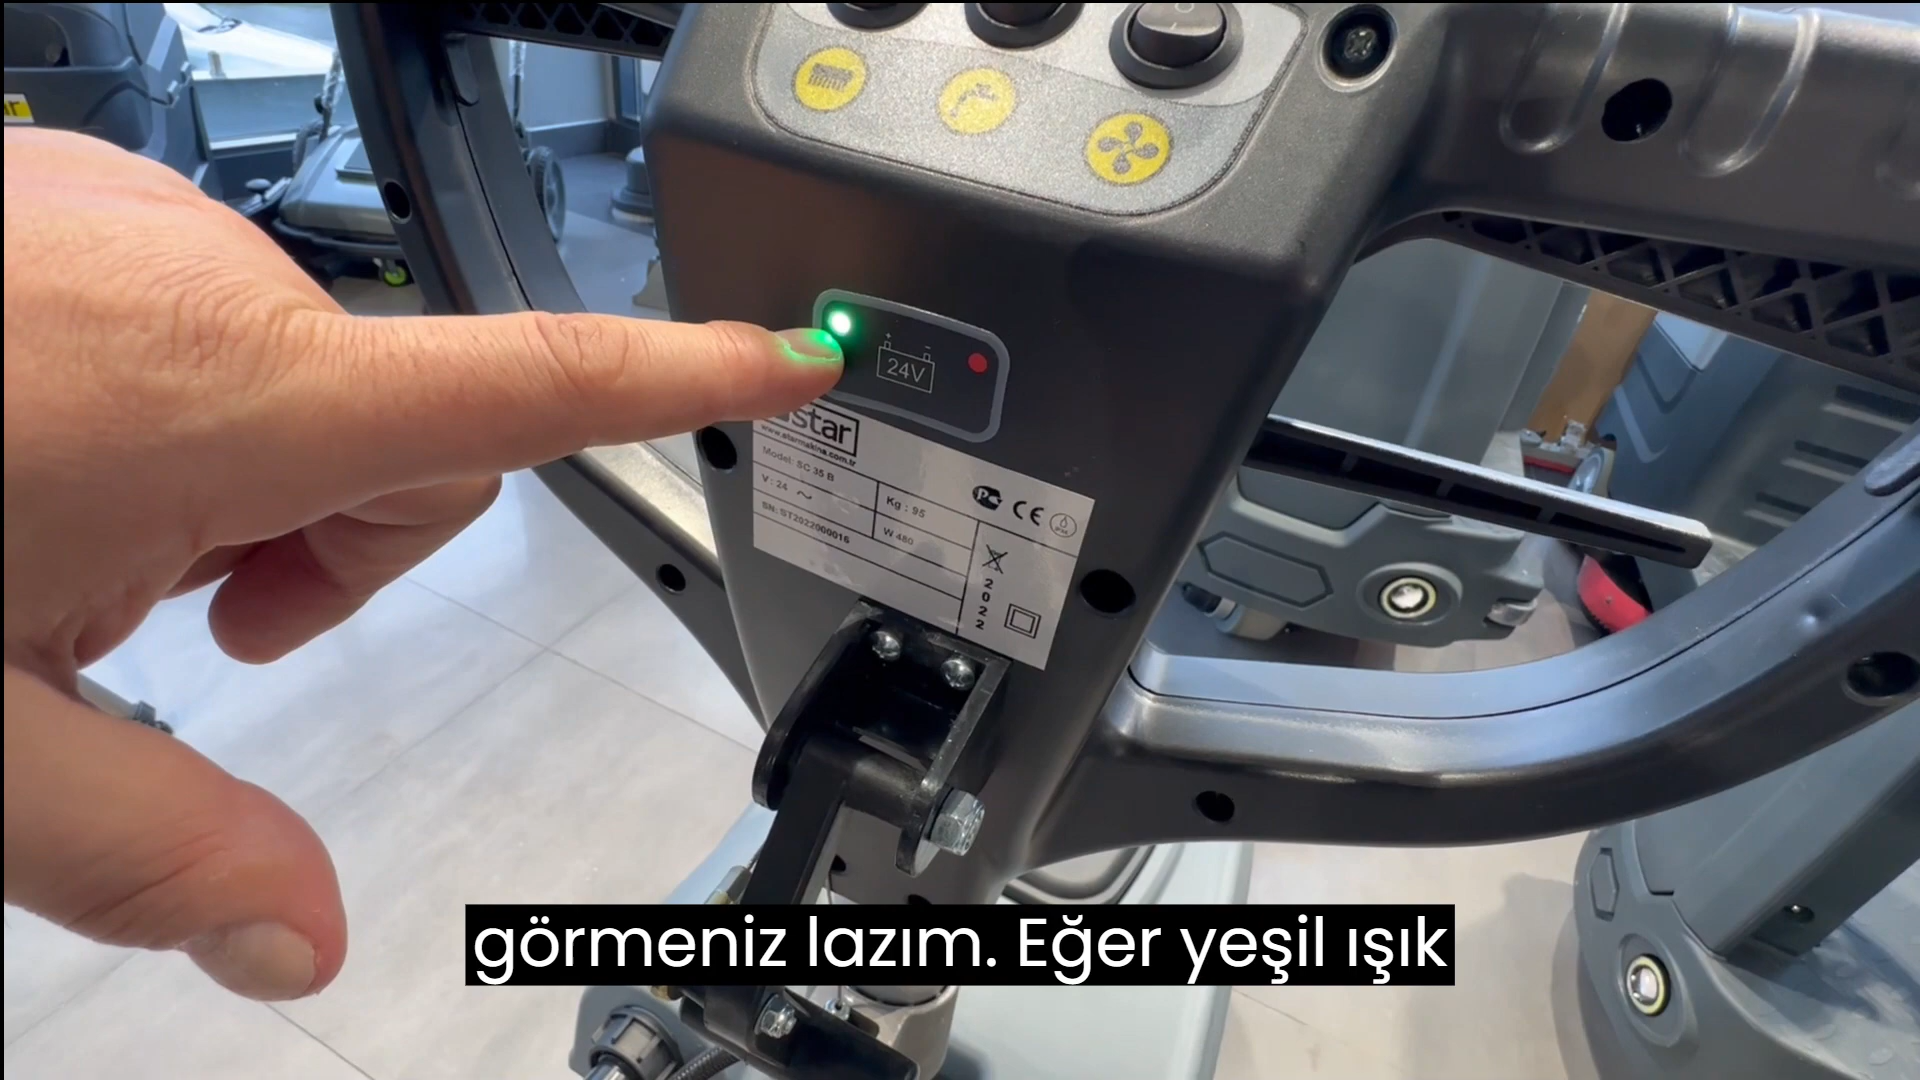 24V
star
www.starmakina.com.tr
Model: SC 35 B
V : 24
Kg : 95
CE
SN: ST2022000016
W 480
2022
görmeniz lazım. Eğer yeşil ışık